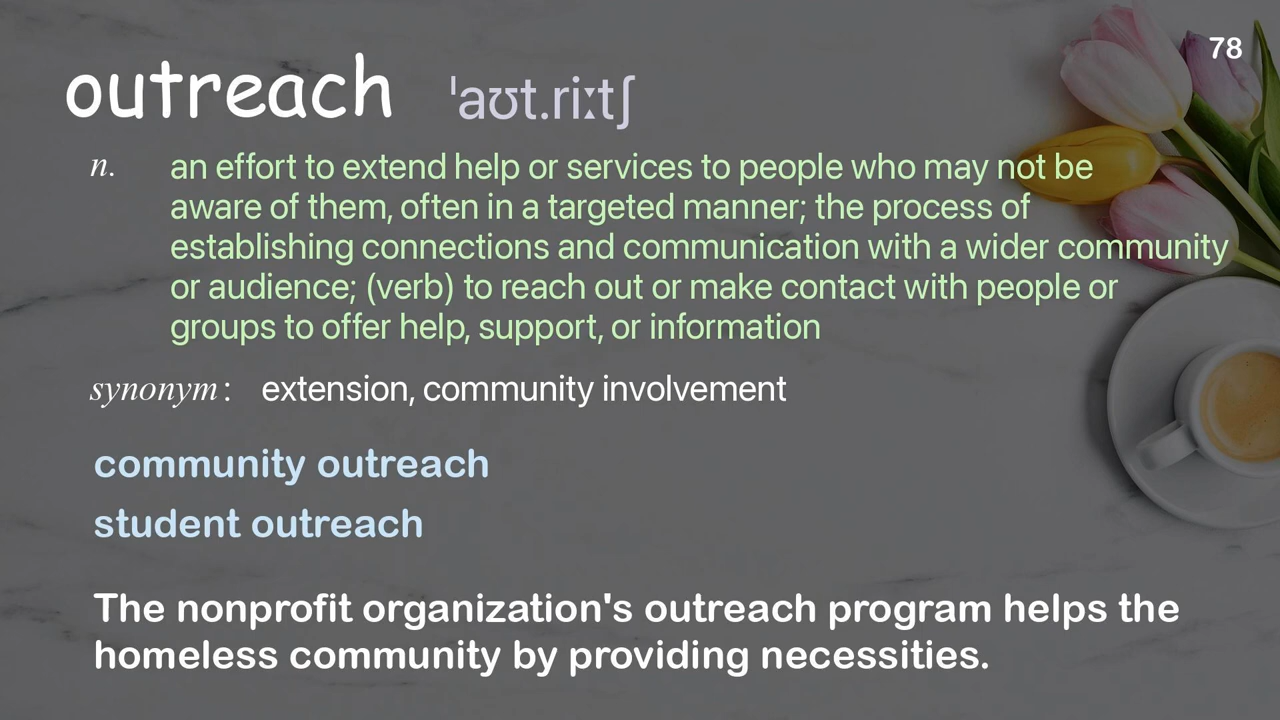 78
outreach ˈaʊt.riːtʃ
n. an effort to extend help or services to people who may not be
aware of them, often in a targeted manner; the process of
establishing connections and communication with a wider community
or audience; (verb) to reach out or make contact with people or
groups to offer help, support, or information
synonym: extension, community involvement
community outreach
student outreach
The nonprofit organization's outreach program helps the
homeless community by providing necessities.